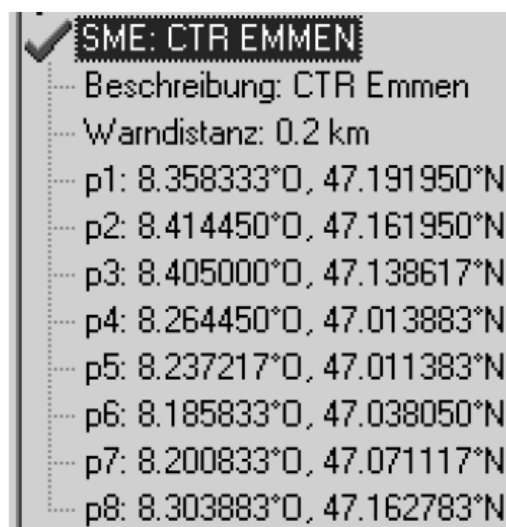 SME: CTR EMMEN
Beschreibung: CTR Emmen
Warndistanz: 0.2 km
p1: 8.358333°O, 47.191950°N
p2: 8.414450°O, 47.161950°N
p3: 8.405000°O, 47.138617°N
p4: 8.264450°O, 47.013883°N
p5: 8.237217°O, 47.011383°N
p6: 8.185833°O, 47.038050°N
p7: 8.200833°O, 47.071117°N
p8: 8.303883°O, 47.162783°N